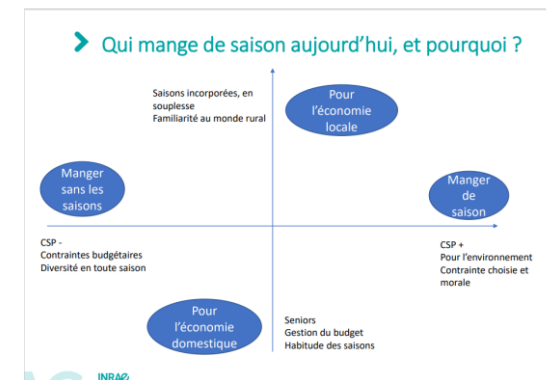 Qui mange de saison aujourd’hui, et pourquoi ?
Saisons incorporées, en
souplesse
Familiarité au monde rural
Pour
l’économie
locale
Manger
sans les
saisons
Manger
de
saison
CSP -
Contraintes budgétaires
Diversité en toute saison
CSP +
Pour l’environnement
Contrainte choisie et
morale
Pour
l’économie
domestique
Seniors
Gestion du budget
Habitude des saisons
INRAE